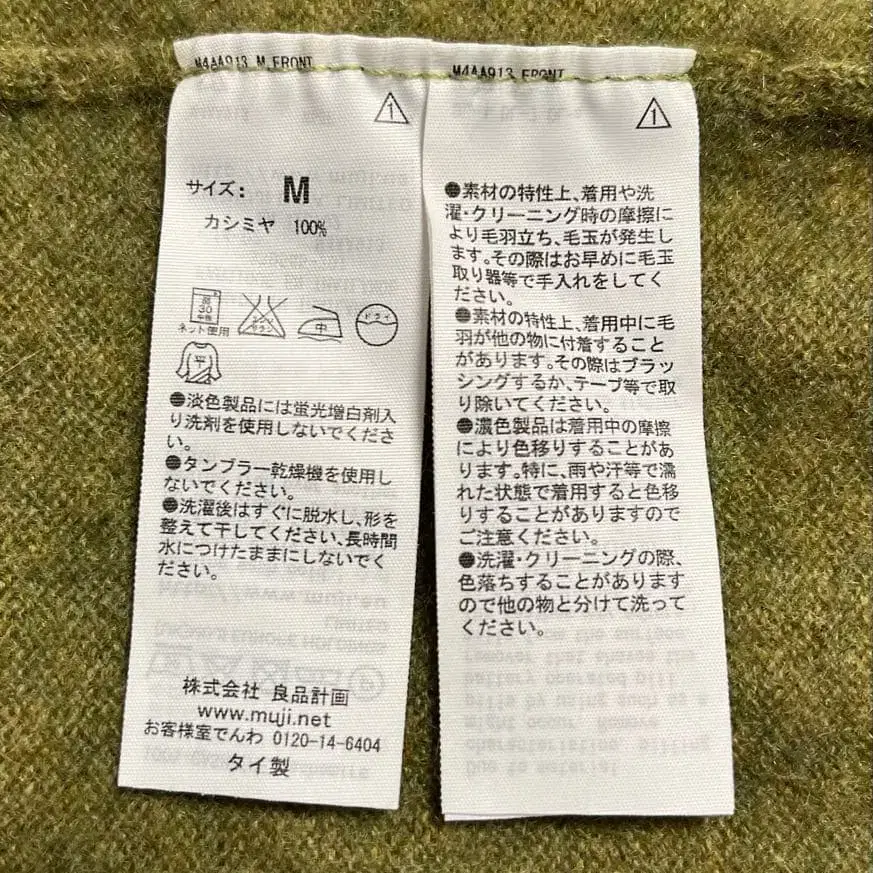 M4AA913 M FRONT
1
サイズ: M
カシミヤ 100%
30
中性
ネット使用
エンソ
サラシ
中
ドライ
平
●淡色製品には蛍光増白剤入
り洗剤を使用しないでくださ
い。
●タンブラー乾燥機を使用し
ないでください。
●洗濯後はすぐに脱水し、形を
整えて干してください、長時間
水につけたままにしないでく
ださい。
株式会社 良品計画
www.muji.net
お客様室でんわ 0120-14-6404
タイ製
M4AA913 FRONT
1
●素材の特性上、着用や洗
濯・クリーニング時の摩擦に
より毛羽立ち、毛玉が発生し
ます。その際はお早めに毛玉
取り器等で手入れをしてく
ださい。
●素材の特性上、着用中に毛
羽が他の物に付着すること
があります。その際はブラッ
シングするか、テープ等で取
り除いてください。
●濃色製品は着用中の摩擦
により色移りすることがあ
ります。特に、雨や汗等で濡
れた状態で着用すると色移
りすることがありますので
ご注意ください。
●洗濯・クリーニングの際、
色落ちすることがあります
ので他の物と分けて洗って
ください。